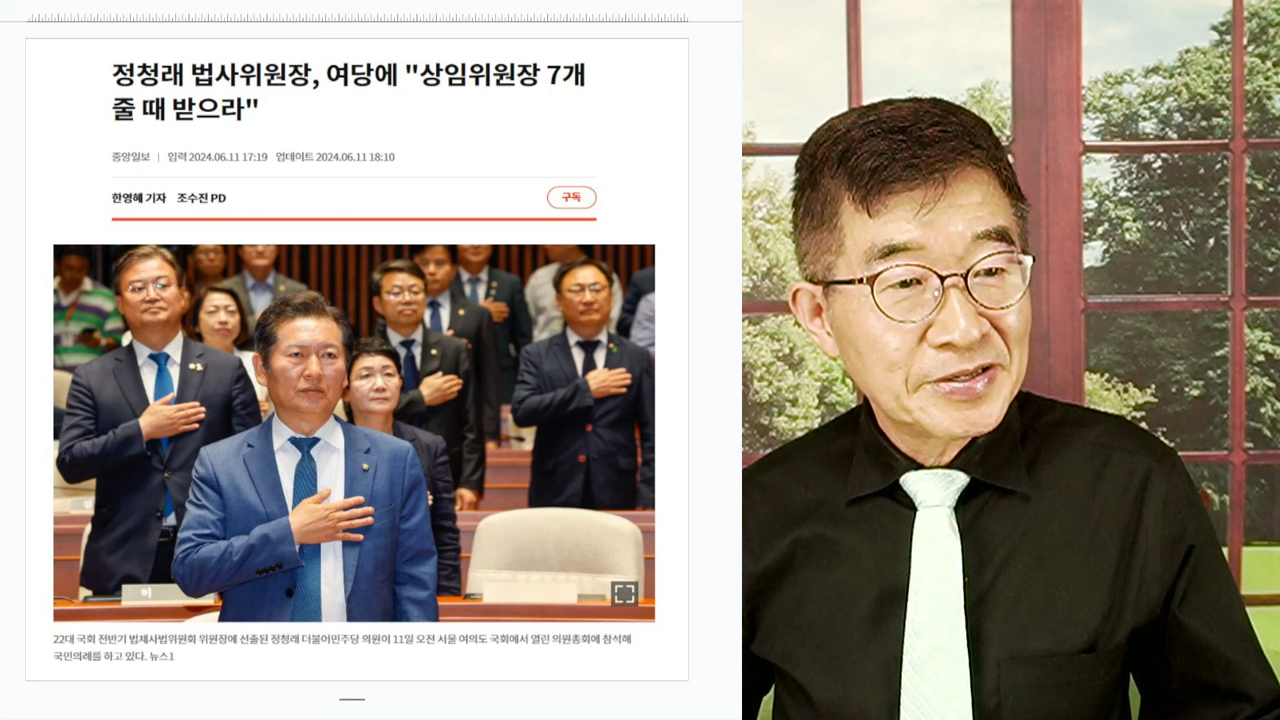 정청래 법사위원장, 여당에 "상임위원장 7개
줄 때 받으라"
중앙일보 | 입력 2024.06.11 17:19 업데이트 2024.06.11 18:10
한영혜 기자 조수진 PD
구독
이
22대 국회 전반기 법제사법위원회 위원장에 선출된 정청래 더불어민주당 의원이 11일 오전 서울 여의도 국회에서 열린 의원총회에 참석해
국민의례를 하고 있다. 뉴스1